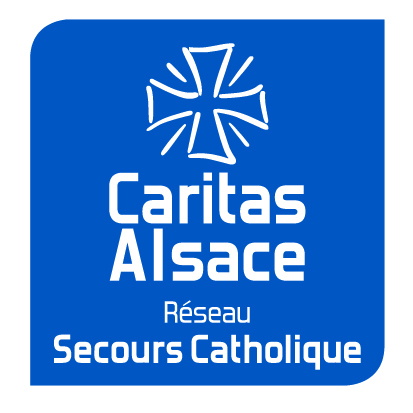 Caritas
Alsace
Réseau
Secours Catholique